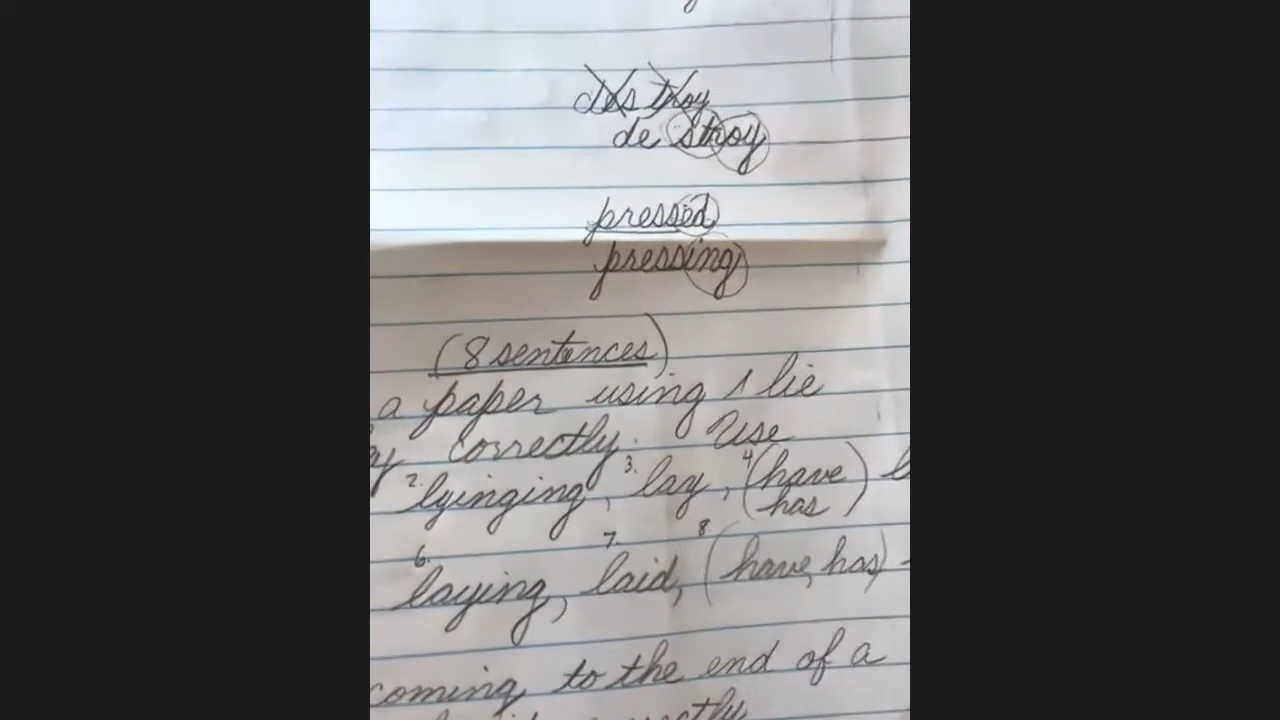 des troy
de stroy
pressed
pressing
(8 sentences)
a paper using 1 lie
correctly. Use
2. lyinging, 3. lay, 4. (have
has)
6. laying, 7. laid, 8. (have, has)
coming to the end of a